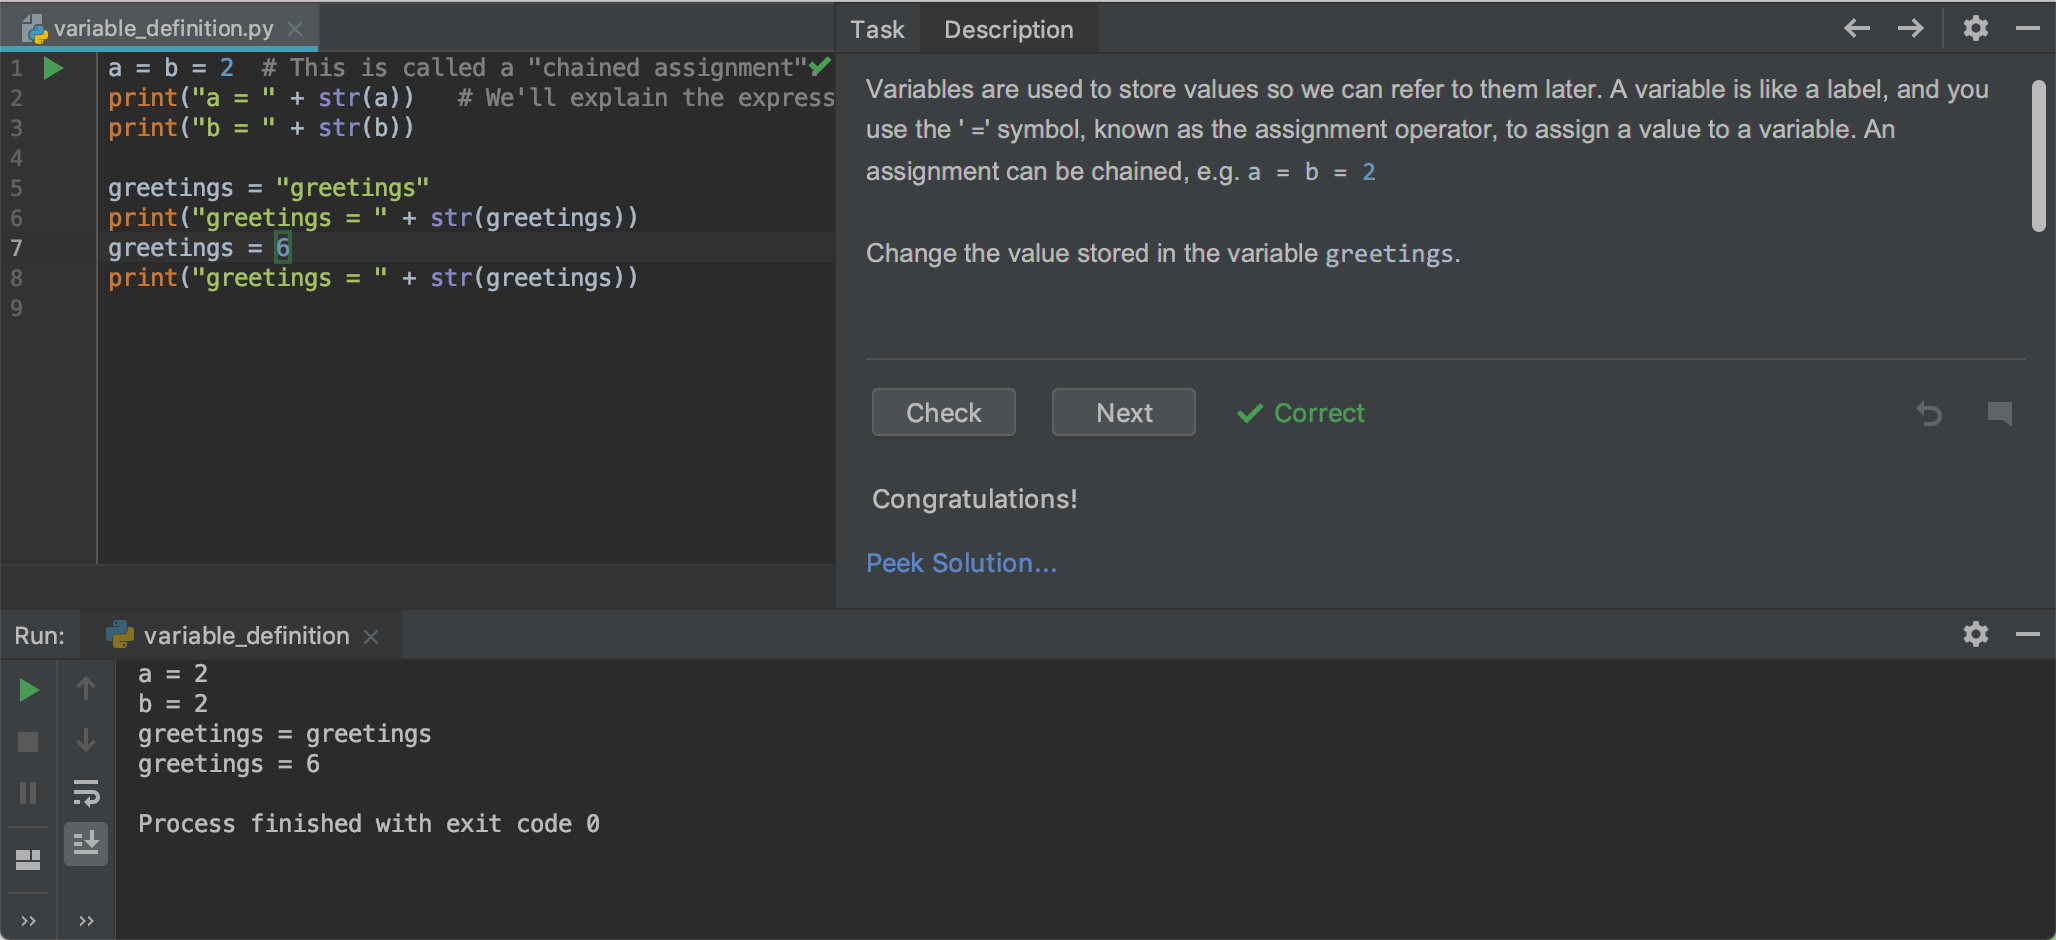 variable_definition.py
Task
Description
1 a = b = 2  # This is called a "chained assignment".
2 print("a = " + str(a))   # We'll explain the express
3 print("b = " + str(b))
4
5 greetings = "greetings"
6 print("greetings = " + str(greetings))
7 greetings = 6
8 print("greetings = " + str(greetings))
9
Variables are used to store values so we can refer to them later. A variable is like a label, and you
use the ' =' symbol, known as the assignment operator, to assign a value to a variable. An
assignment can be chained, e.g. a = b = 2
Change the value stored in the variable greetings.
Check
Next
Correct
Congratulations!
Peek Solution...
Run:
variable_definition
a = 2
b = 2
greetings = greetings
greetings = 6
Process finished with exit code 0